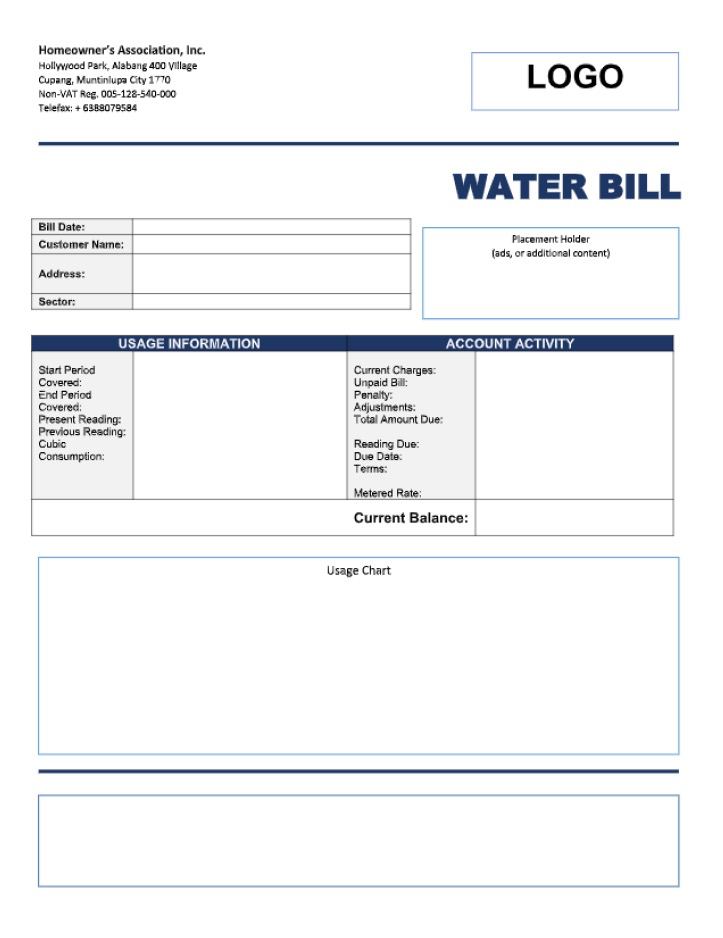 Homeowner's Association, Inc.
Hollywood Park, Alabang 400 Village
Cupang, Muntinlupa City 1770
Non-VAT Reg. 005-128-540-000
Telefax: + 6388079584
LOGO
WATER BILL
Bill Date:
Customer Name:
Address:
Sector:
Placement Holder
(ads, or additional content)
USAGE INFORMATION
ACCOUNT ACTIVITY
Start Period
Covered:
End Period
Covered:
Present Reading:
Previous Reading:
Cubic
Consumption:
Current Charges:
Unpaid Bill:
Penalty:
Adjustments:
Total Amount Due:
Reading Due:
Due Date:
Terms:
Metered Rate:
Current Balance:
Usage Chart